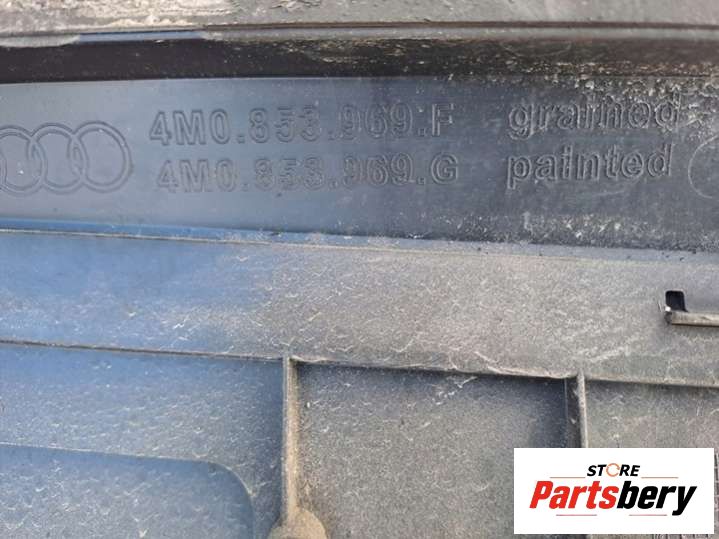 4M0.853.969.F grained
4M0.853.969.G painted
STORE
Partsbery